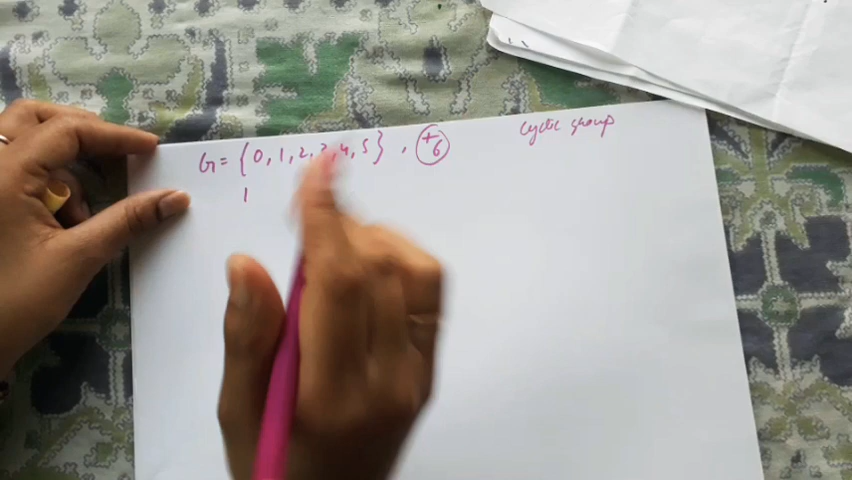 G = { 0, 1, 2, 3, 4, 5 } , +6 cyclic group
1